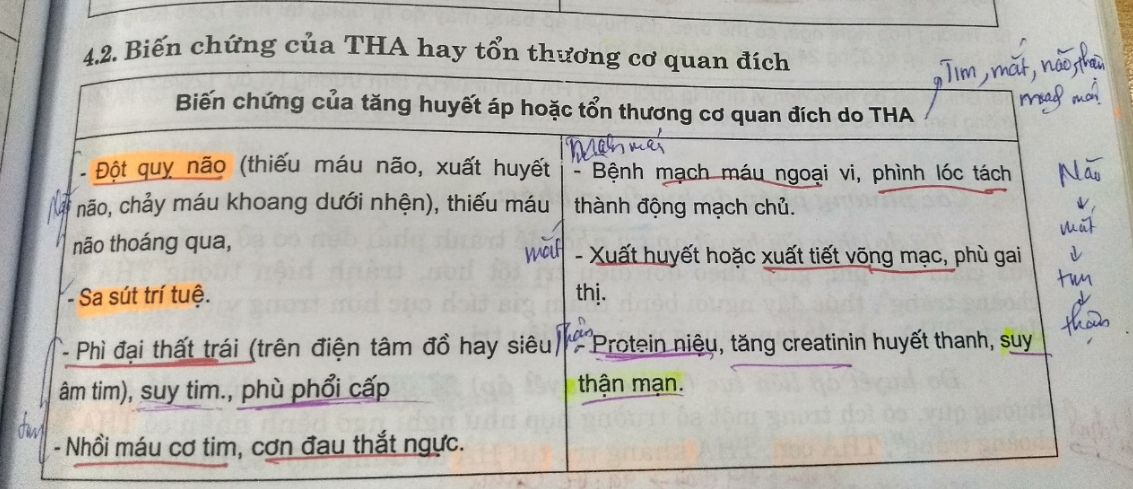 4.2. Biến chứng của THA hay tổn thương cơ quan đích
Tim, mắt, não, thận
mạch máu
Biến chứng của tăng huyết áp hoặc tổn thương cơ quan đích do THA
- Đột quỵ não (thiếu máu não, xuất huyết
não, chảy máu khoang dưới nhện), thiếu máu
não thoáng qua,
- Sa sút trí tuệ.
- Phì đại thất trái (trên điện tâm đồ hay siêu
âm tim), suy tim., phù phổi cấp
tim
- Nhồi máu cơ tim, cơn đau thắt ngực.
Mạch máu
- Bệnh mạch máu ngoại vi, phình lóc tách
thành động mạch chủ.
mắt
- Xuất huyết hoặc xuất tiết võng mạc, phù gai
thị.
Thận
- Protein niệu, tăng creatinin huyết thanh, suy
thận mạn.
Não
↓
mắt
↓
tim
↓
thận